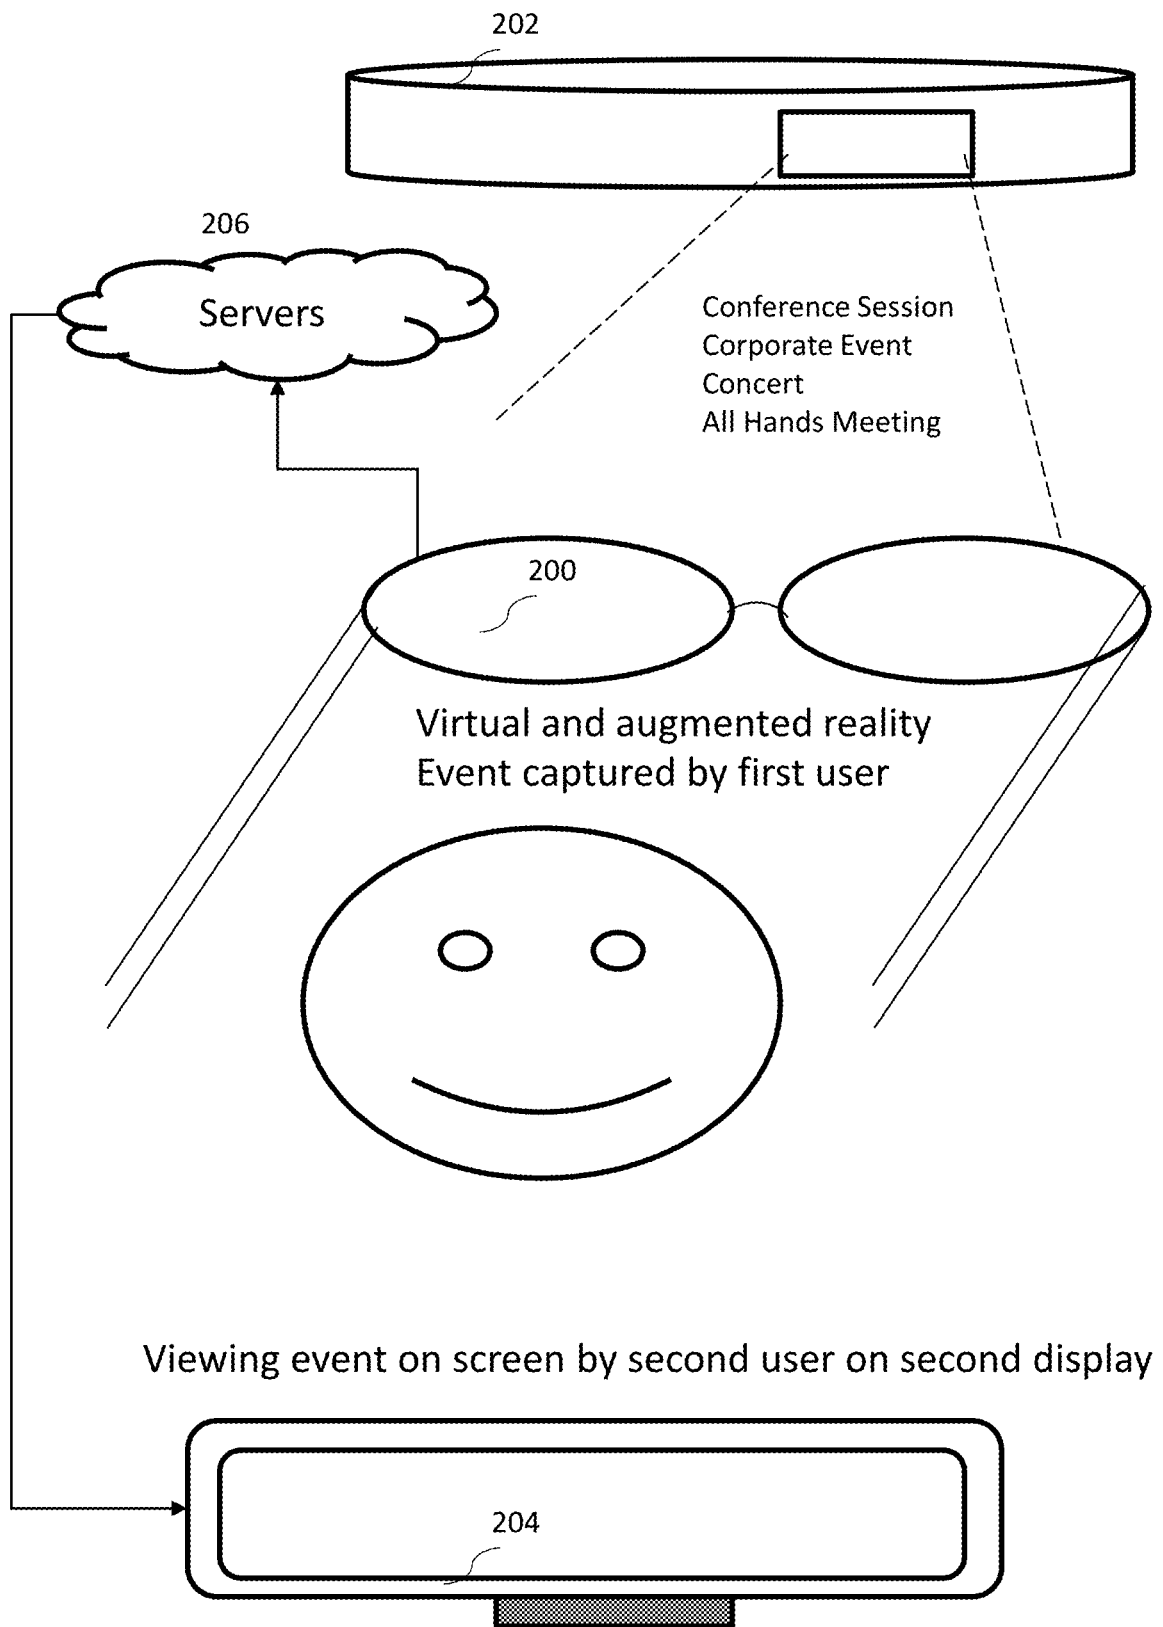 202
206
Servers
Conference Session
Corporate Event
Concert
All Hands Meeting
200
Virtual and augmented reality
Event captured by first user
Viewing event on screen by second user on second display
204